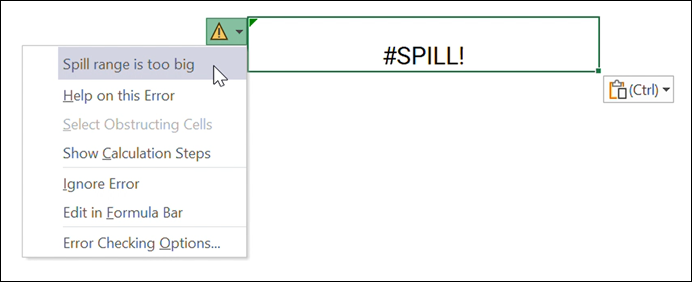 #SPILL!
Spill range is too big
Help on this Error
Select Obstructing Cells
Show Calculation Steps
Ignore Error
Edit in Formula Bar
Error Checking Options...
(Ctrl)